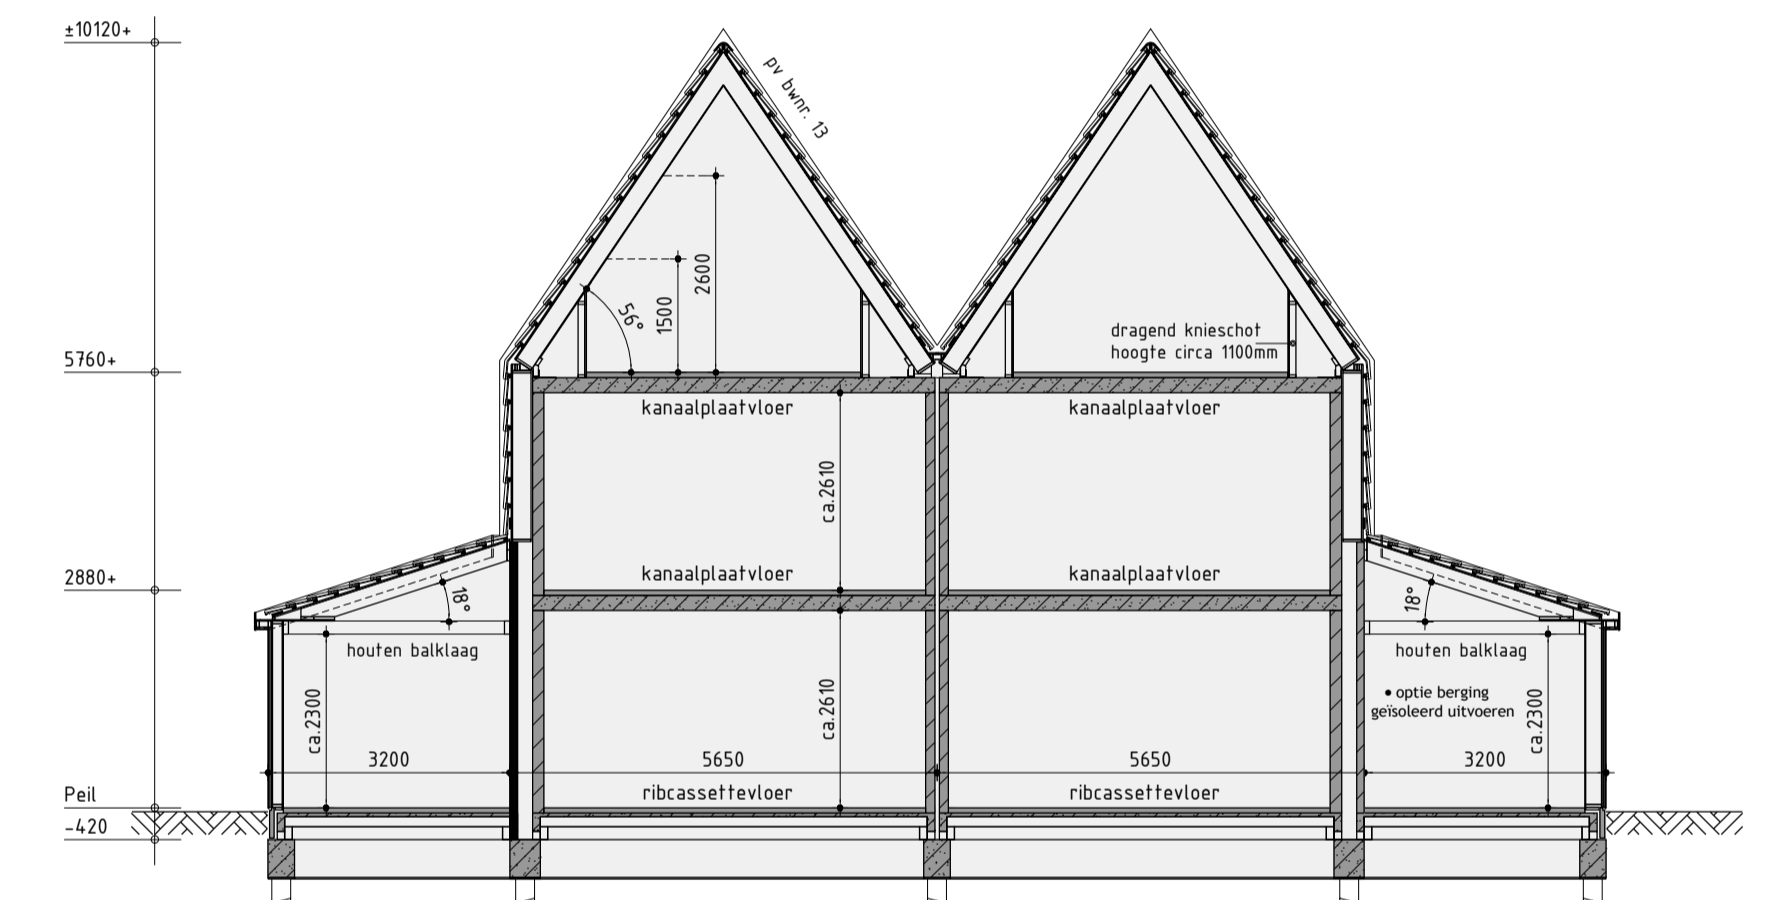 ±10120+
pv bwnr. 13
2600
1500
56°
dragend knieschot
hoogte circa 1100mm
5760+
kanaalplaatvloer
kanaalplaatvloer
ca.2610
kanaalplaatvloer
kanaalplaatvloer
2880+
18°
18°
houten balklaag
houten balklaag
• optie berging
geïsoleerd uitvoeren
ca.2300
ca.2610
ca.2300
3200
5650
5650
3200
Peil
ribcassettevloer
ribcassettevloer
-420